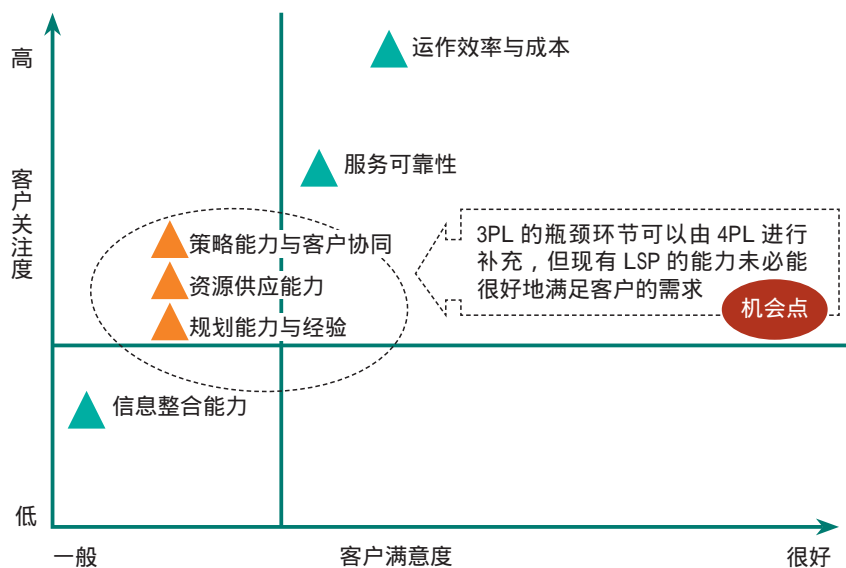 高
运作效率与成本
服务可靠性
客户关注度
策略能力与客户协同
资源供应能力
规划能力与经验
3PL 的瓶颈环节可以由 4PL 进行
补充，但现有 LSP 的能力未必能
很好地满足客户的需求
机会点
信息整合能力
低
一般
客户满意度
很好